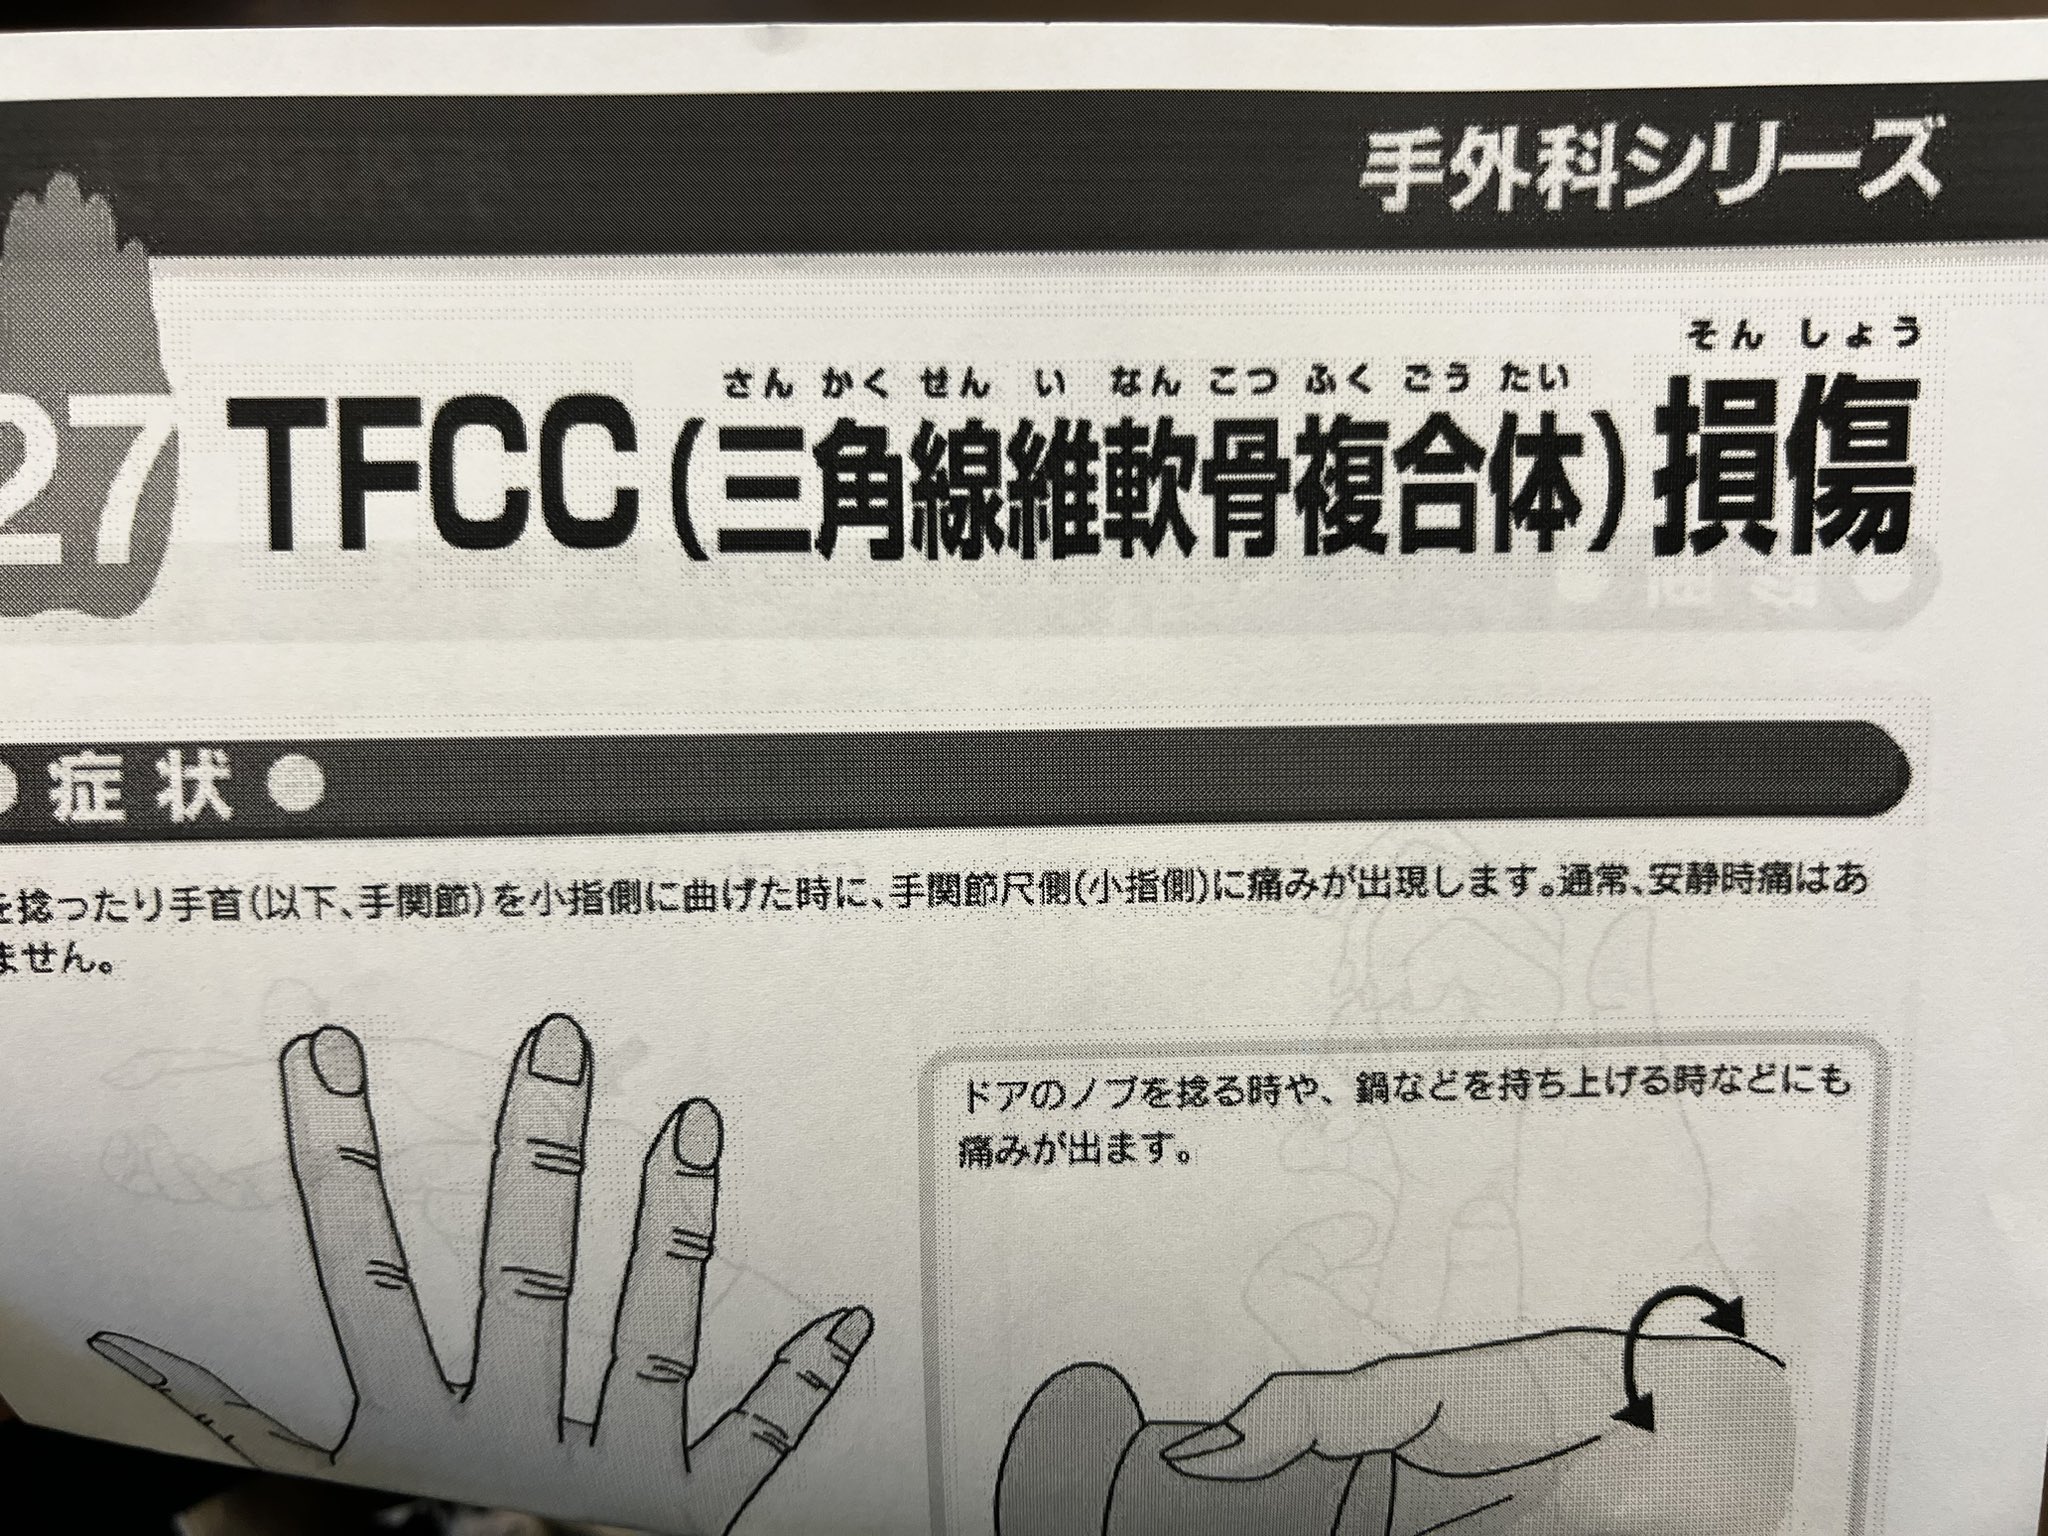 手外科シリーズ
27
さんかくせんいなんこつふくごうたい そんしょう
TFCC(三角線維軟骨複合体)損傷
●症状●
を捻ったり手首(以下、手関節)を小指側に曲げた時に、手関節尺側(小指側)に痛みが出現します。通常、安静時痛はあ
ません。
ドアのノブを捻る時や、鍋などを持ち上げる時などにも
痛みが出ます。